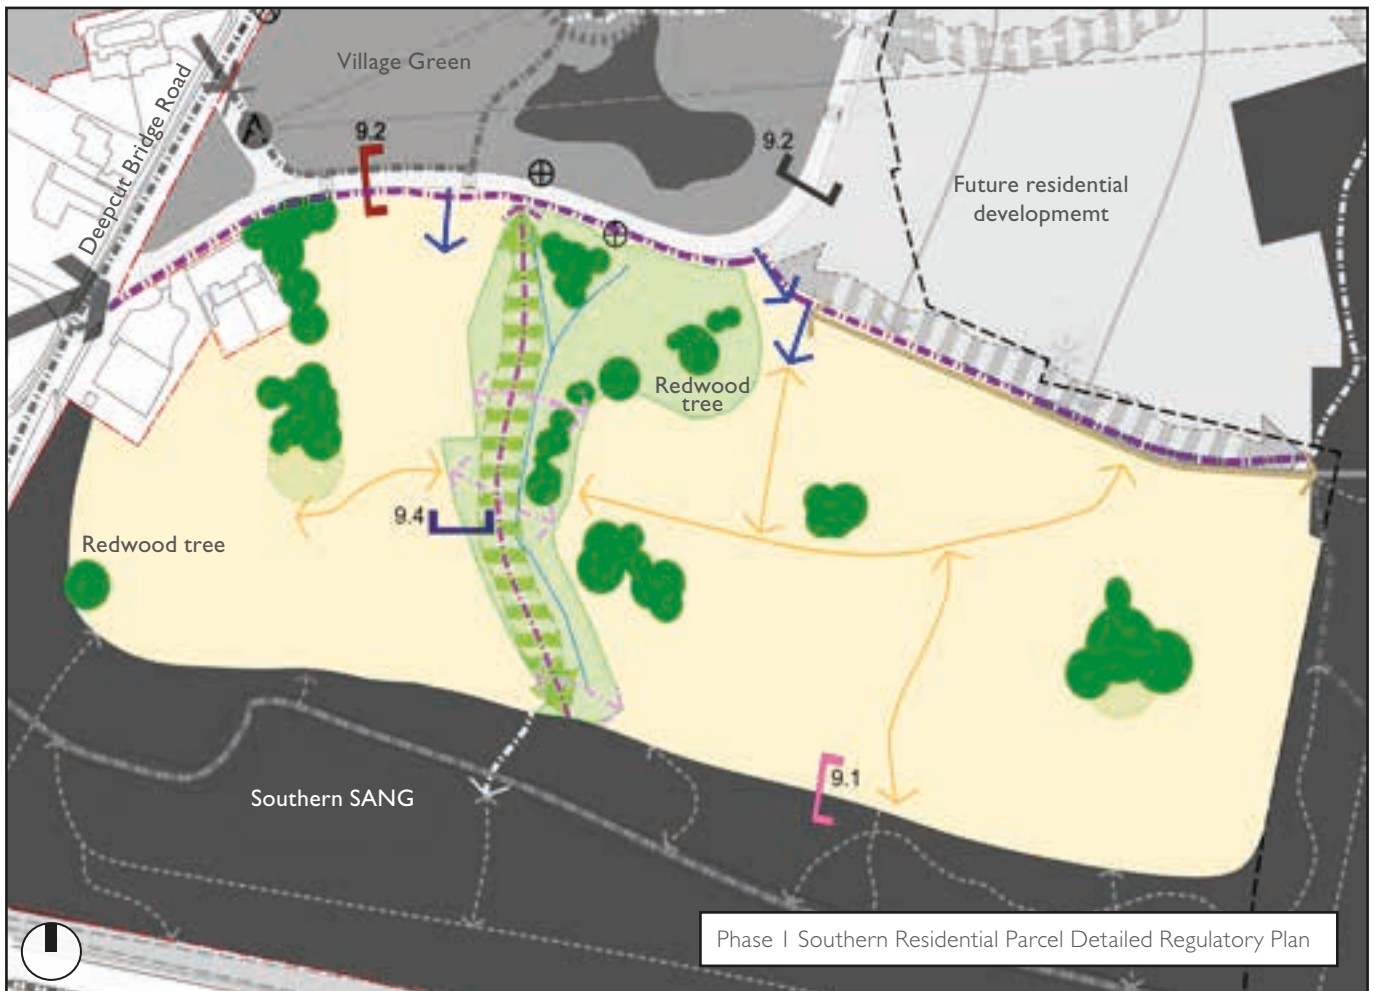 Village Green
Deepcut Bridge Road
A
9.2
9.2
Future residential
developmemt
Redwood
tree
9.4
Redwood tree
9.1
Southern SANG
Phase 1 Southern Residential Parcel Detailed Regulatory Plan